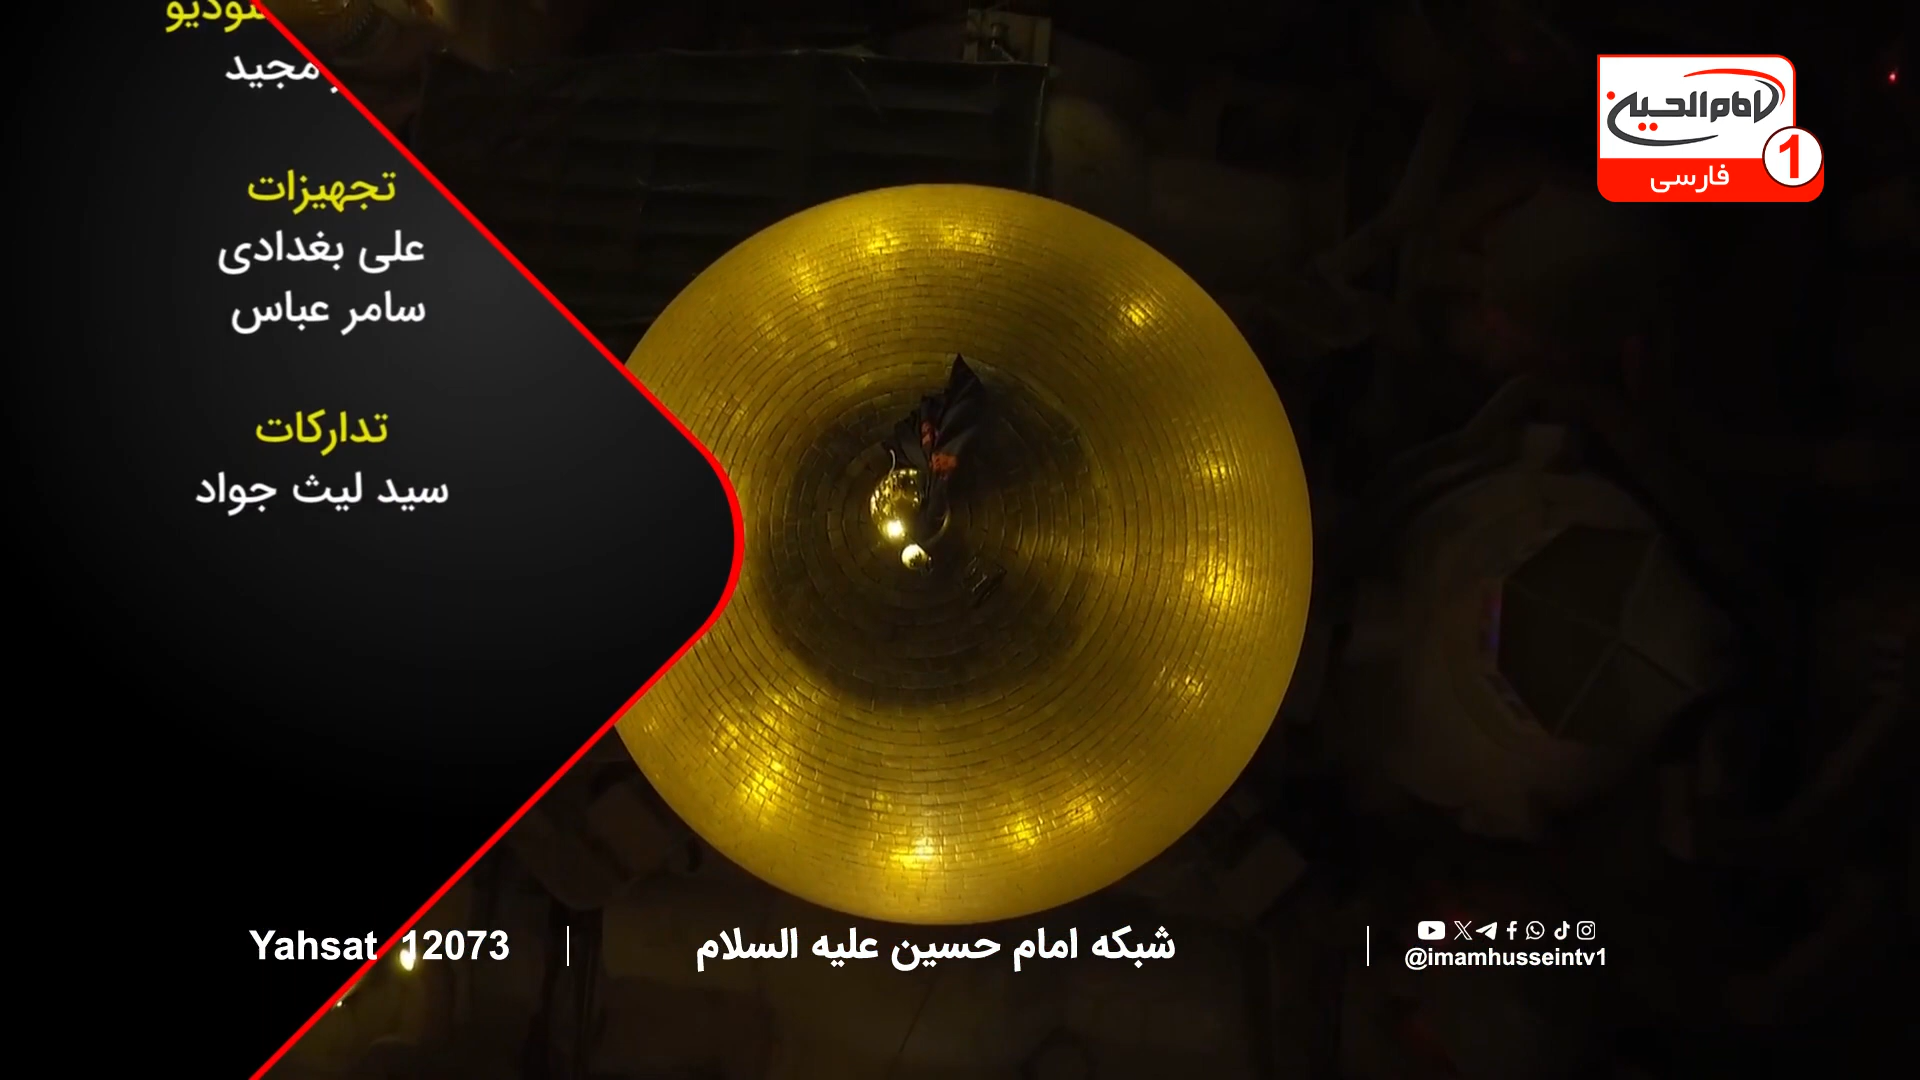 مجید
تجهیزات
علی بغدادی
سامر عباس
تدارکات
سید لیث جواد
امام الحسین
1
فارسی
Yahsat 12073
شبکه امام حسین علیه السلام
@imamhusseintv1